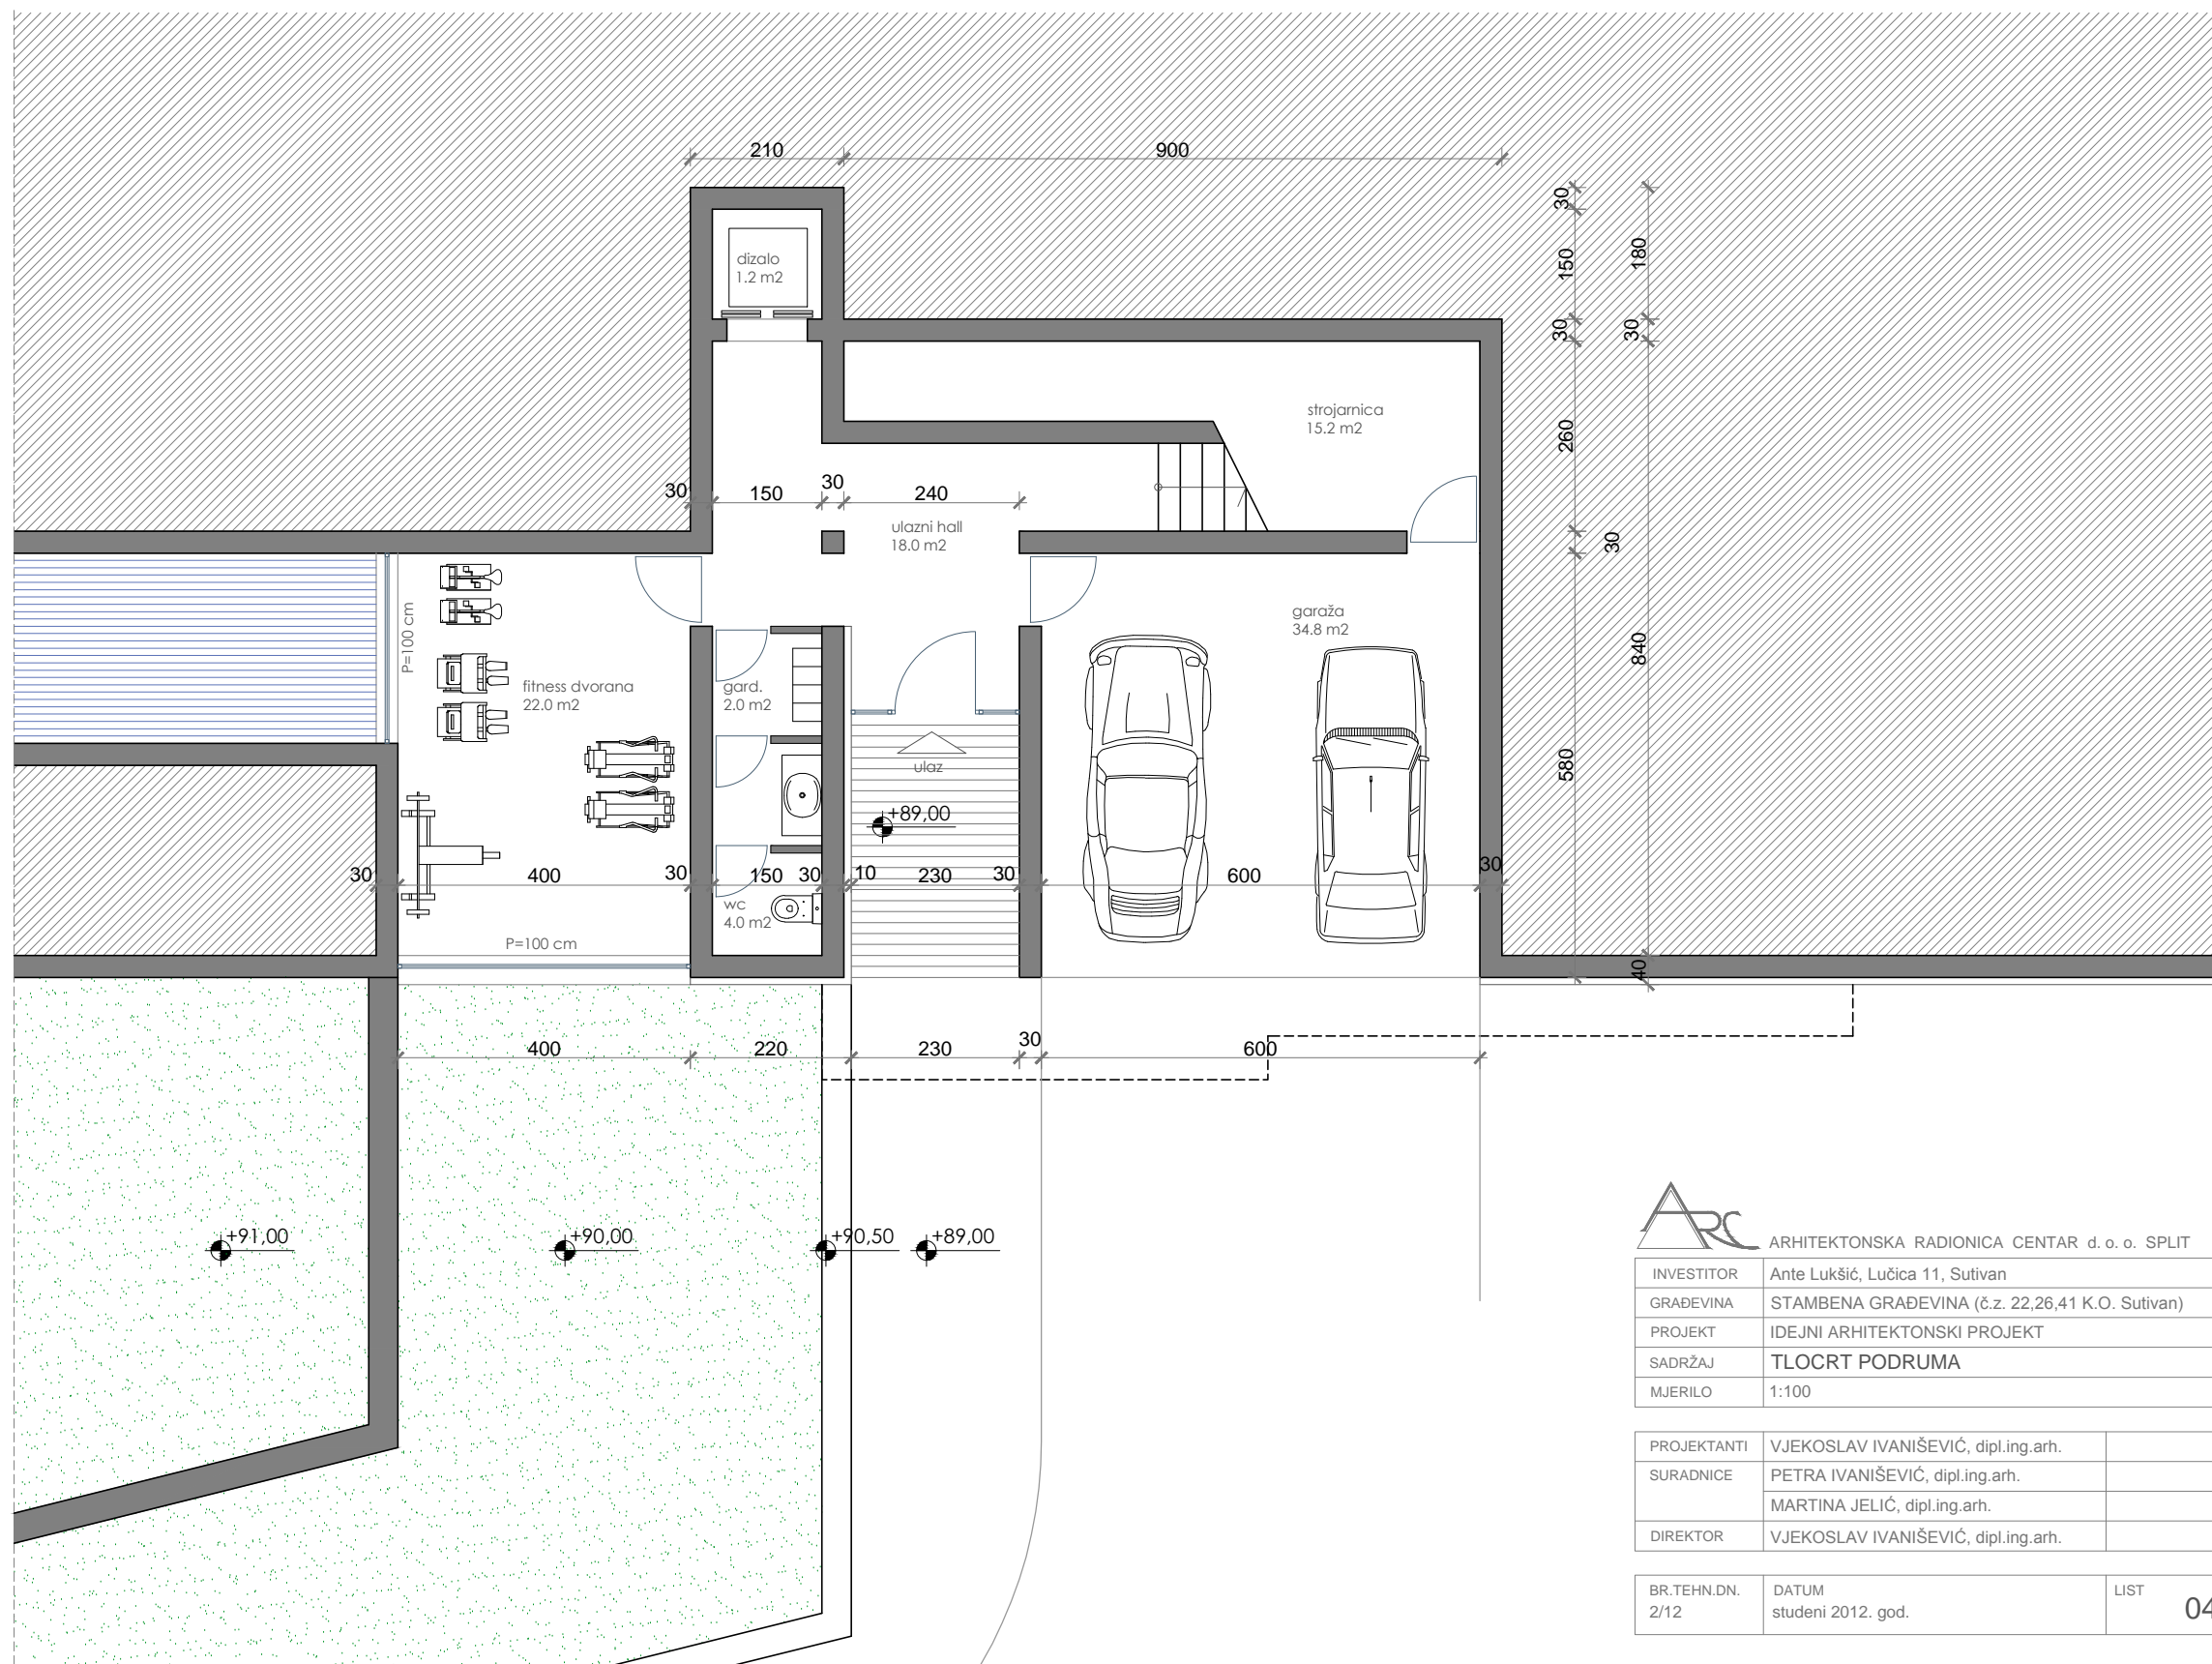 210
900
30
150
30
260
30
580
180
30
840
40
dizalo
1.2 m2
strojarnica
15.2 m2
30
150
30
240
ulazni hall
18.0 m2
garaža
34.8 m2
P=100 cm
fitness dvorana
22.0 m2
gard.
2.0 m2
ulaz
+89,00
30
400
30
150
30
10
230
30
600
30
wc
4.0 m2
P=100 cm
400
220
230
30
600
+91,00
+90,00
+90,50
+89,00
ARC
ARHITEKTONSKA RADIONICA CENTAR d. o. o. SPLIT
INVESTITOR Ante Lukšić, Lučica 11, Sutivan
GRAĐEVINA STAMBENA GRAĐEVINA (č.z. 22,26,41 K.O. Sutivan)
PROJEKT IDEJNI ARHITEKTONSKI PROJEKT
SADRŽAJ TLOCRT PODRUMA
MJERILO 1:100
PROJEKTANTI VJEKOSLAV IVANIŠEVIĆ, dipl.ing.arh.
SURADNICE PETRA IVANIŠEVIĆ, dipl.ing.arh.
MARTINA JELIĆ, dipl.ing.arh.
DIREKTOR VJEKOSLAV IVANIŠEVIĆ, dipl.ing.arh.
BR.TEHN.DN. DATUM LIST
2/12 studeni 2012. god. 04